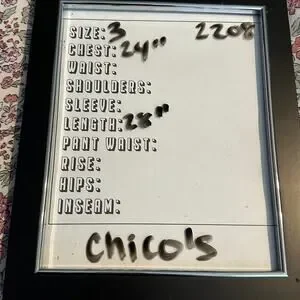 SIZE: 3 2208
CHEST: 24"
WAIST:
SHOULDERS:
SLEEVE:
LENGTH: 28"
PANT WAIST:
RISE:
HIPS:
INSEAM:
Chico's